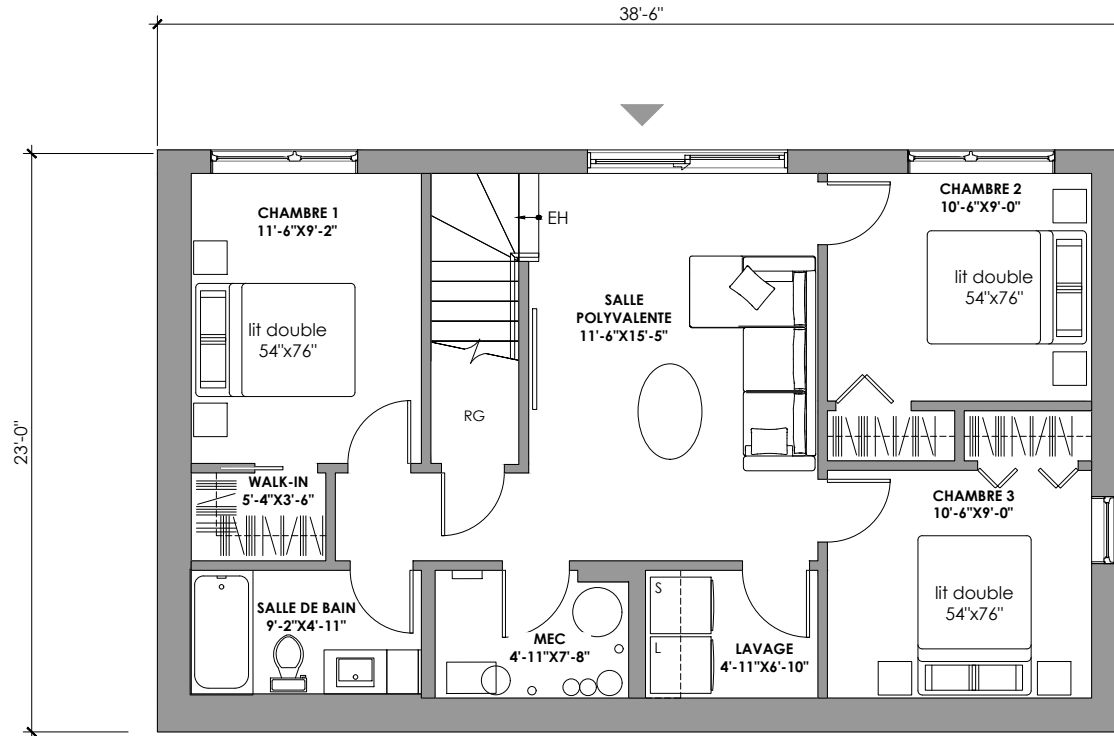 38'-6"
23'-0"
CHAMBRE 1
11'-6"X9'-2"
EH
CHAMBRE 2
10'-6"X9'-0"
lit double
54"x76"
SALLE
POLYVALENTE
11'-6"X15'-5"
lit double
54"x76"
RG
WALK-IN
5'-4"X3'-6"
CHAMBRE 3
10'-6"X9'-0"
SALLE DE BAIN
9'-2"X4'-11"
MEC
4'-11"X7'-8"
S
L
LAVAGE
4'-11"X6'-10"
lit double
54"x76"